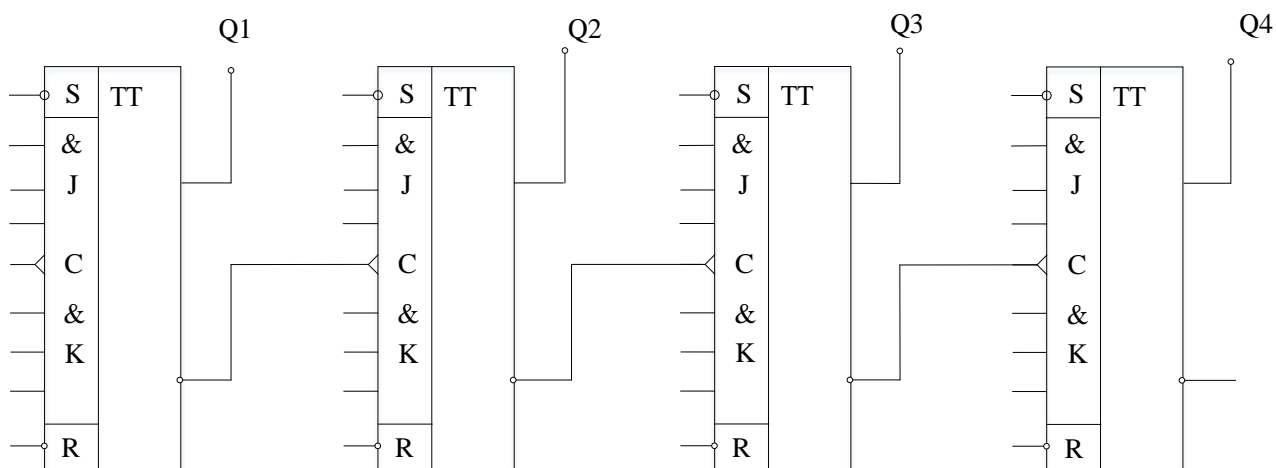 Q1 Q2 Q3 Q4
S TT S TT S TT S TT
& & & &
J J J J
C C C C
& & & &
K K K K
R R R R